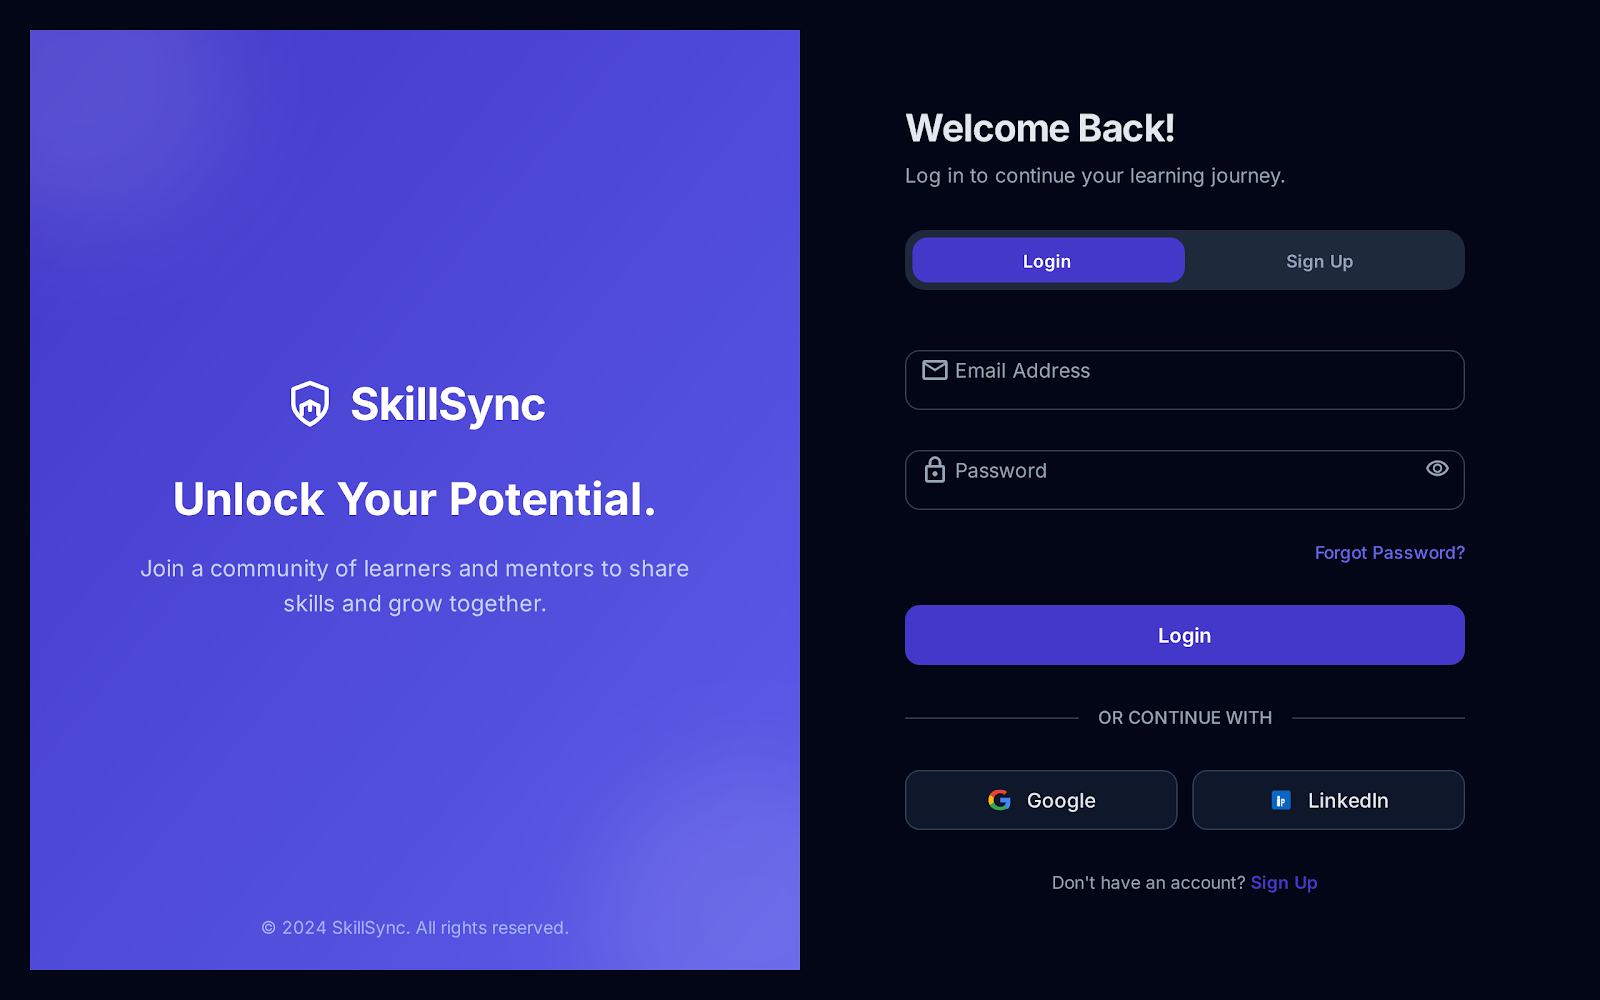 SkillSync
Unlock Your Potential.
Join a community of learners and mentors to share
skills and grow together.
© 2024 SkillSync. All rights reserved.
Welcome Back!
Log in to continue your learning journey.
Login
Sign Up
Email Address
Password
Forgot Password?
Login
OR CONTINUE WITH
Google
LinkedIn
Don't have an account? Sign Up